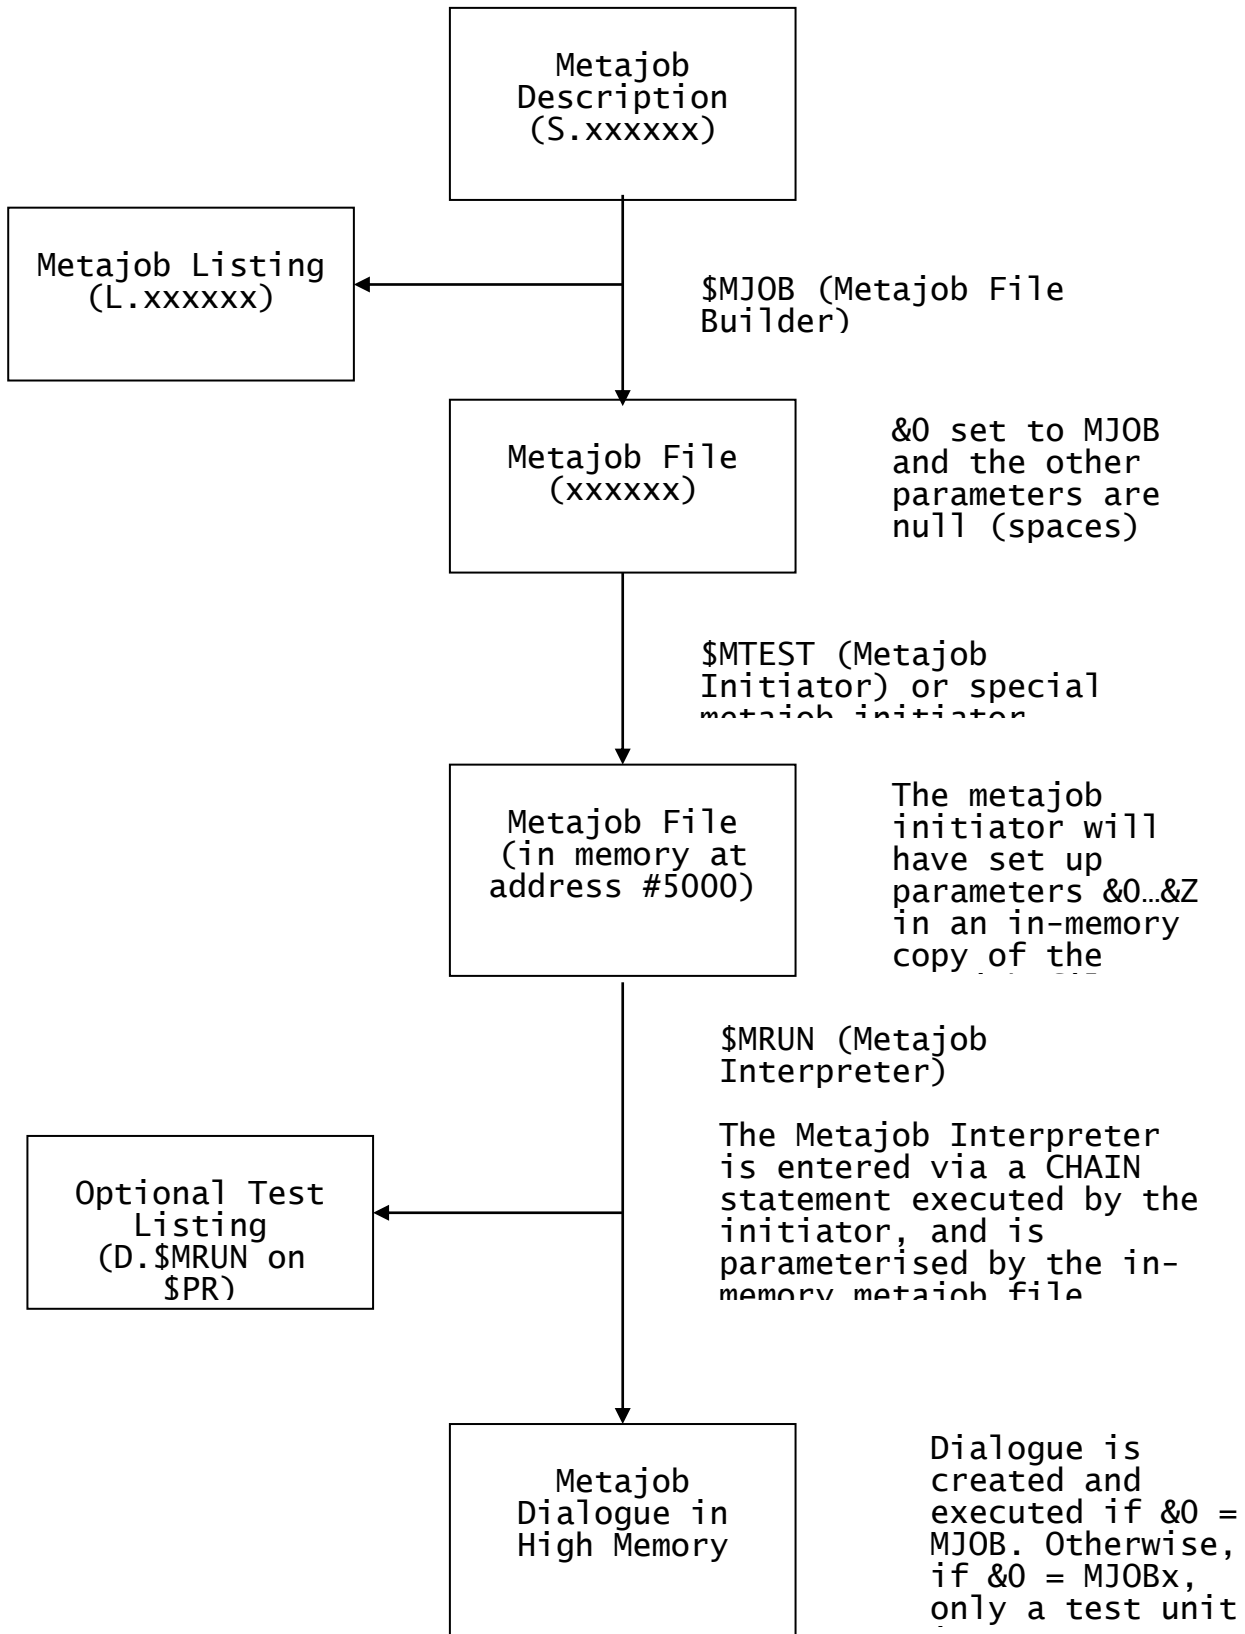 Metajob
Description
(S.xxxxxx)
Metajob Listing
(L.xxxxxx)
$MJOB (Metajob File
Builder)
Metajob File
(xxxxxx)
&0 set to MJOB
and the other
parameters are
null (spaces)
$MTEST (Metajob
Initiator) or special
metajob initiator
Metajob File
(in memory at
address #5000)
The metajob
initiator will
have set up
parameters &0…&Z
in an in-memory
copy of the
$MRUN (Metajob
Interpreter)
The Metajob Interpreter
is entered via a CHAIN
statement executed by the
initiator, and is
parameterised by the in-
memory metajob file
Optional Test
Listing
(D.$MRUN on
$PR)
Metajob
Dialogue in
High Memory
Dialogue is
created and
executed if &0 =
MJOB. Otherwise,
if &0 = MJOBx,
only a test unit